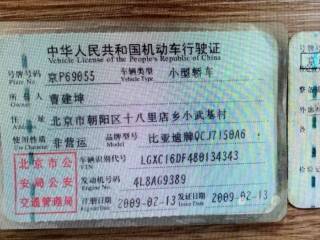 中华人民共和国机动车行驶证
Vehicle License of the People's Republic of China
号牌号码 京P69055 车辆类型 小型轿车
Plate No. Vehicle Type
所有人 曹建坤
Owner
住址 北京市朝阳区十八里店乡小武基村
Address
使用性质 非营运 品牌型号 比亚迪牌QCJ7150A6
Use Character Model
北京市公安局公安交通管理局
车辆识别代号 LGXC16DF480134343
VIN
发动机号码 4L8AG9389
Engine No.
注册日期 2009-02-13 发证日期 2009-02-13
Register Date Issue Date